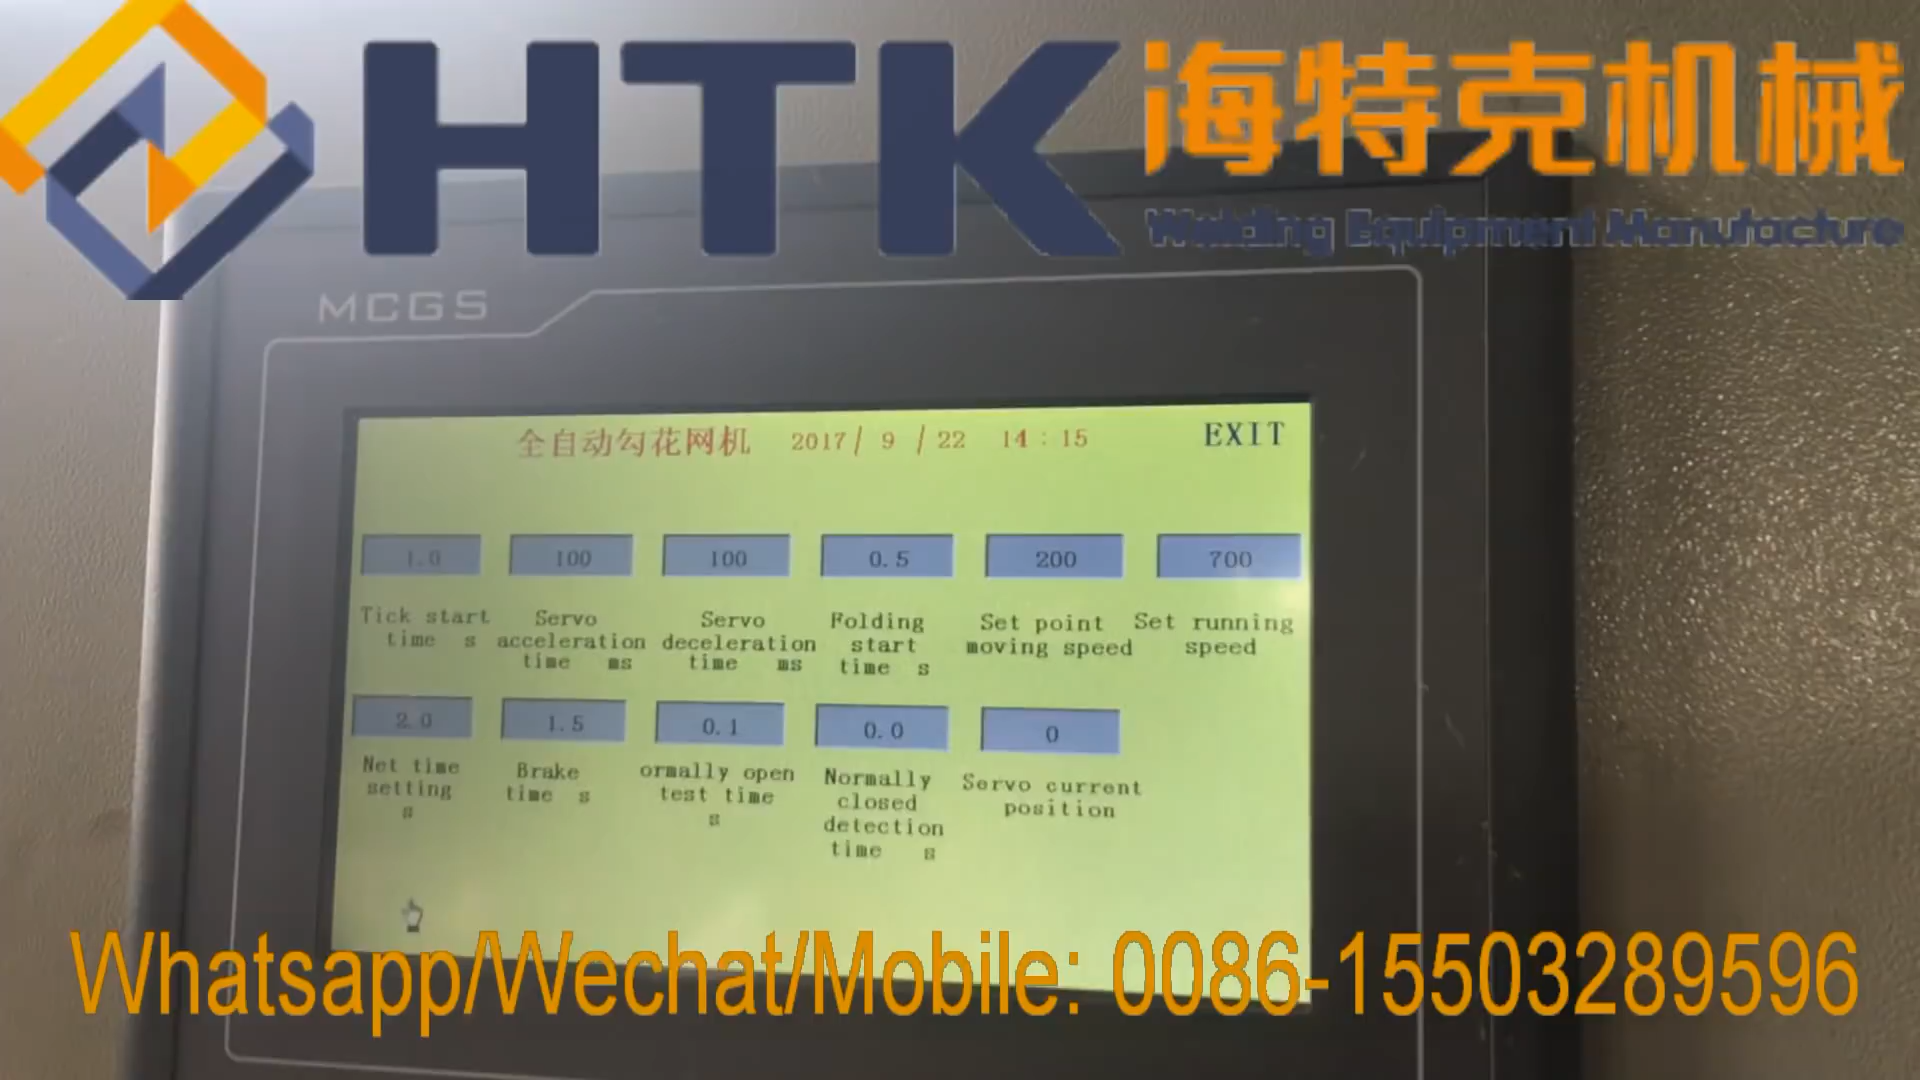 HTK 海特克机械
Welding Equipment Manufacture
MCGS
全自动勾花网机 2017/ 9 /22 14:15 EXIT
1.0 100 100 0.5 200 700
Tick start
time s
Servo
acceleration
time ms
Servo
deceleration
time ms
Folding
start
time s
Set point
moving speed
Set running
speed
2.0 1.5 0.1 0.0 0
Net time
setting
s
Brake
time s
ormally open
test time
s
Normally
closed
detection
time s
Servo current
position
Whatsapp/Wechat/Mobile: 0086-15503289596